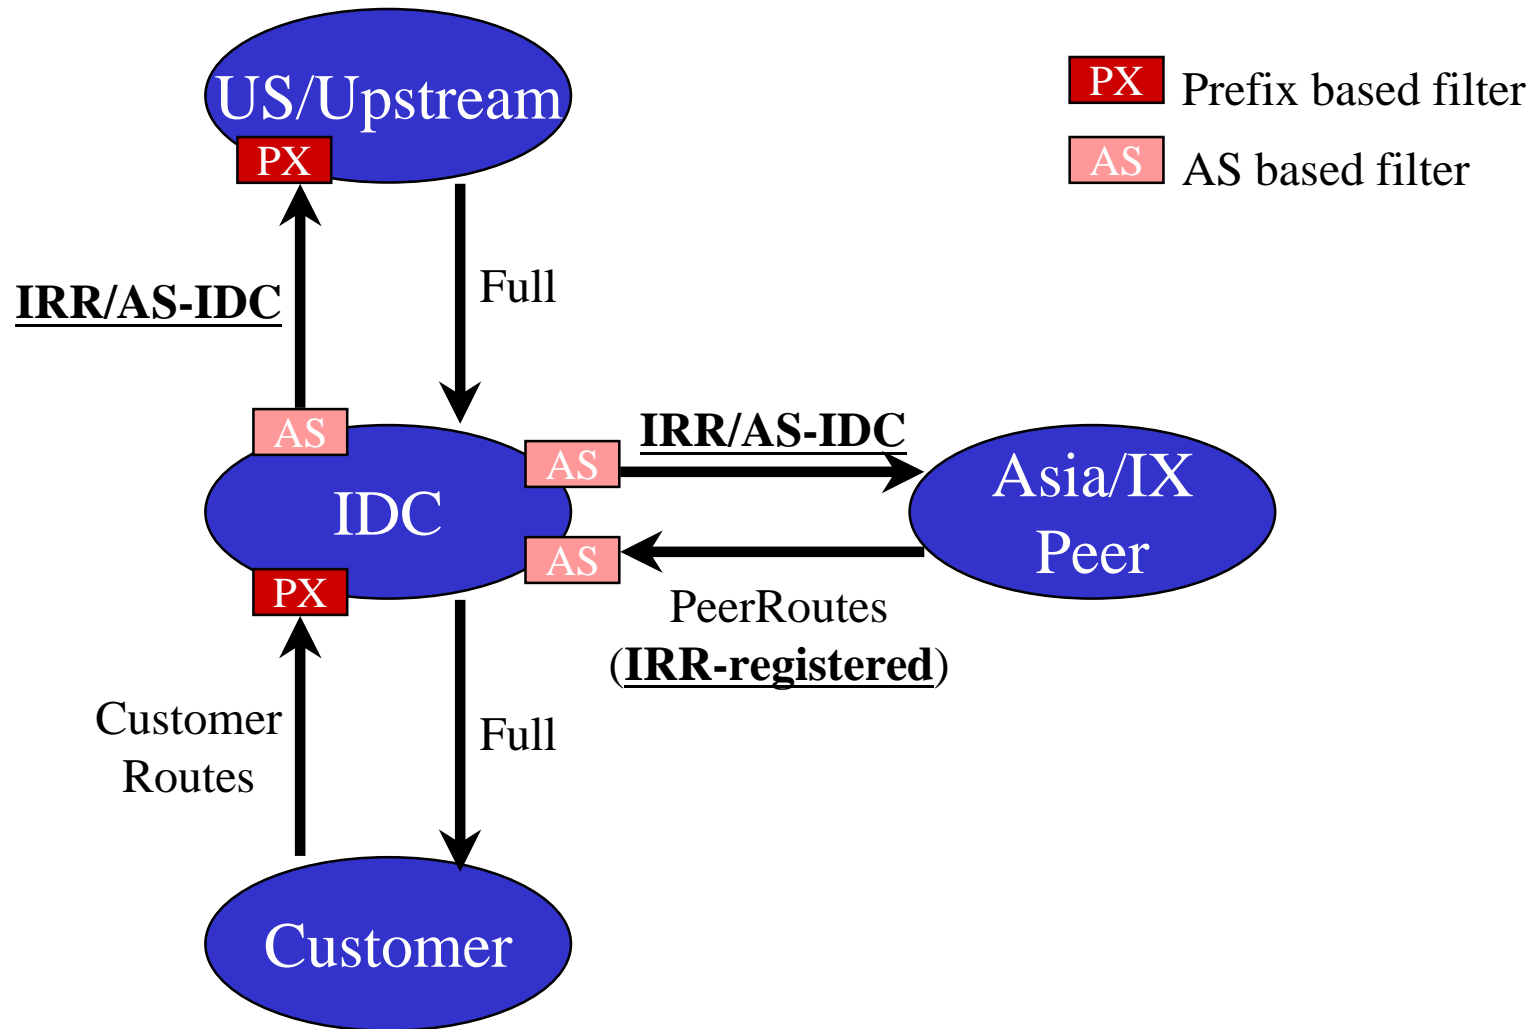 US/Upstream
PX
PX Prefix based filter
AS AS based filter
IRR/AS-IDC
Full
AS
IRR/AS-IDC
AS
IDC
Asia/IX
Peer
AS
PX
PeerRoutes
(IRR-registered)
Customer
Routes
Full
Customer